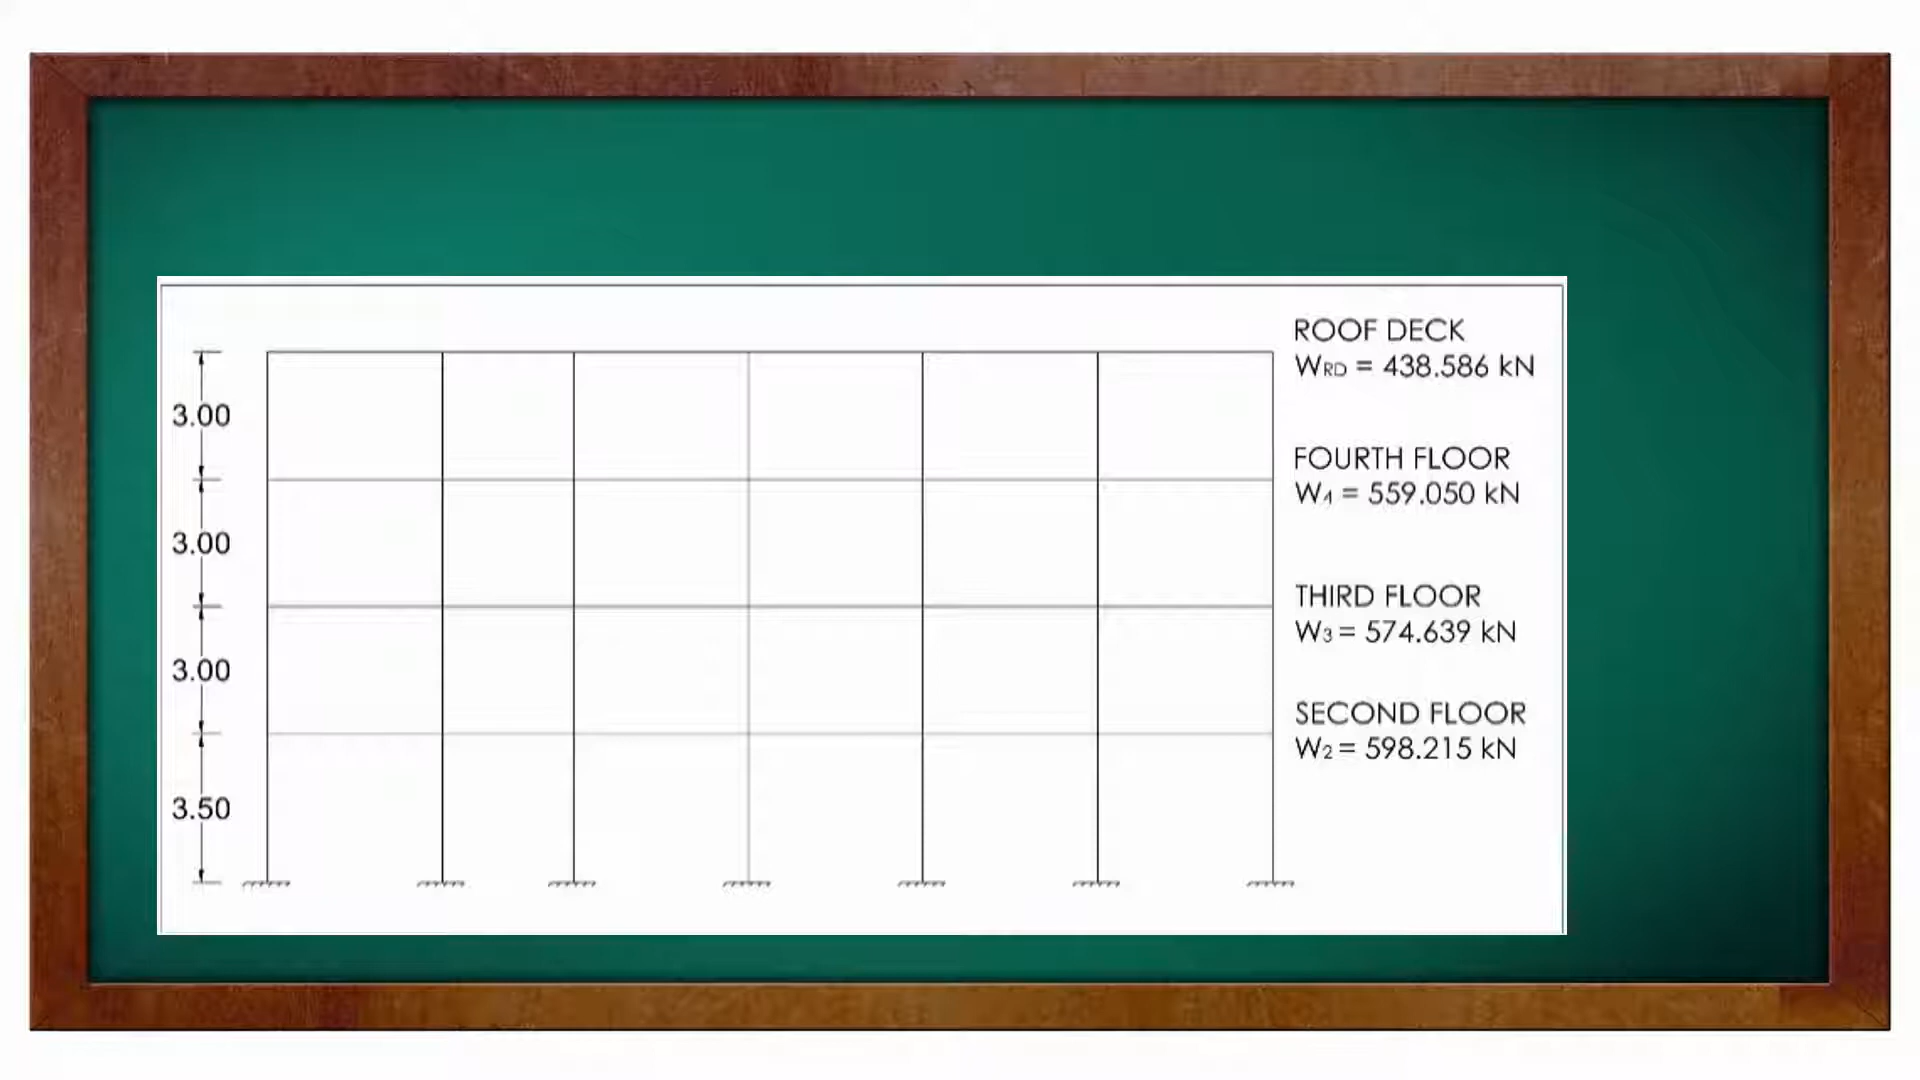 ROOF DECK
WRD = 438.586 kN
3.00
FOURTH FLOOR
W4 = 559.050 kN
3.00
THIRD FLOOR
W3 = 574.639 kN
3.00
SECOND FLOOR
W2 = 598.215 kN
3.50